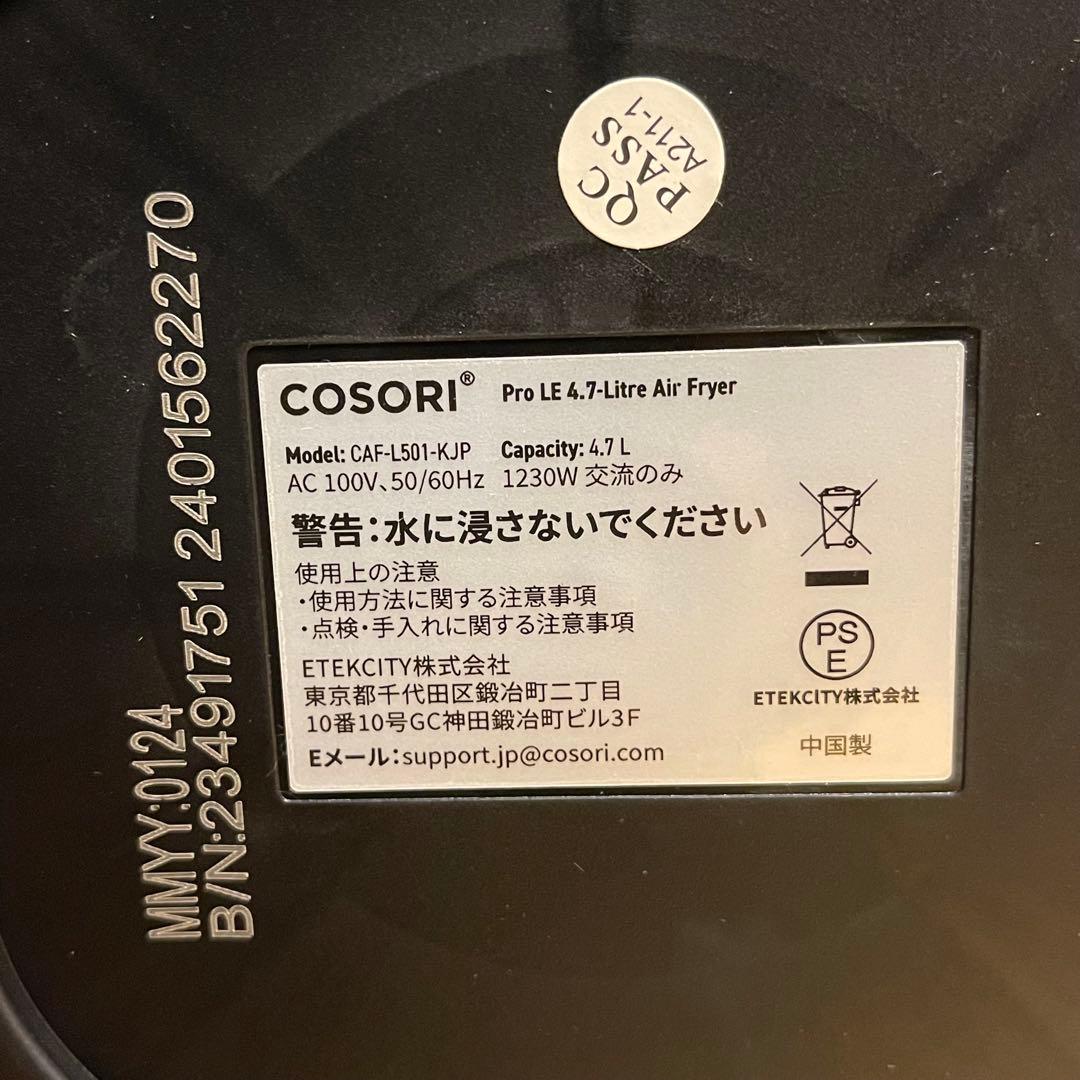 QC
PASS
A211-1
MMYY:0124
B/N:23491751 2401562270
COSORI® Pro LE 4.7-Litre Air Fryer
Model: CAF-L501-KJP Capacity: 4.7 L
AC 100V、50/60Hz 1230W 交流のみ
警告：水に浸さないでください
使用上の注意
・使用方法に関する注意事項
・点検・手入れに関する注意事項
ETEKCITY株式会社
東京都千代田区鍛冶町二丁目
10番10号GC神田鍛冶町ビル3F
Eメール：support.jp@cosori.com
PS
E
ETEKCITY株式会社
中国製